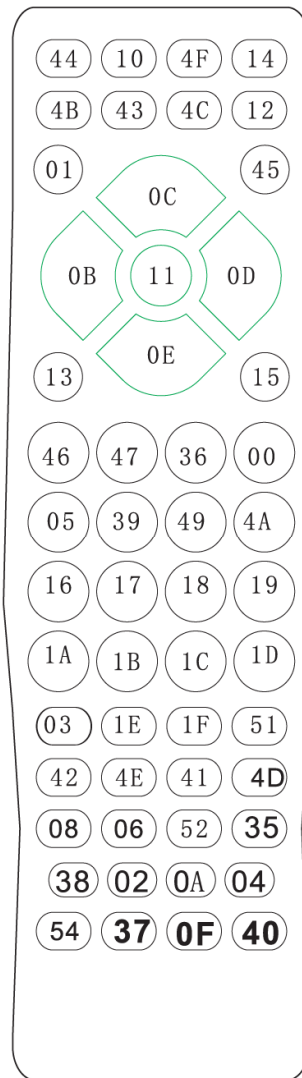 44 10 4F 14
4B 43 4C 12
01 45
0C
0B 11 0D
0E
13 15
46 47 36 00
05 39 49 4A
16 17 18 19
1A 1B 1C 1D
03 1E 1F 51
42 4E 41 4D
08 06 52 35
38 02 0A 04
54 37 0F 40